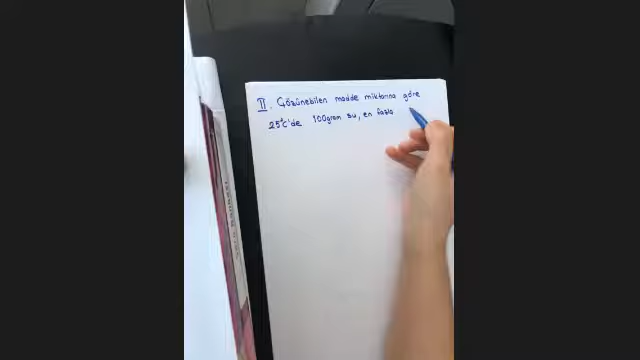 II. Çözünebilen madde miktarına göre
25°C'de 100gram su, en fazla